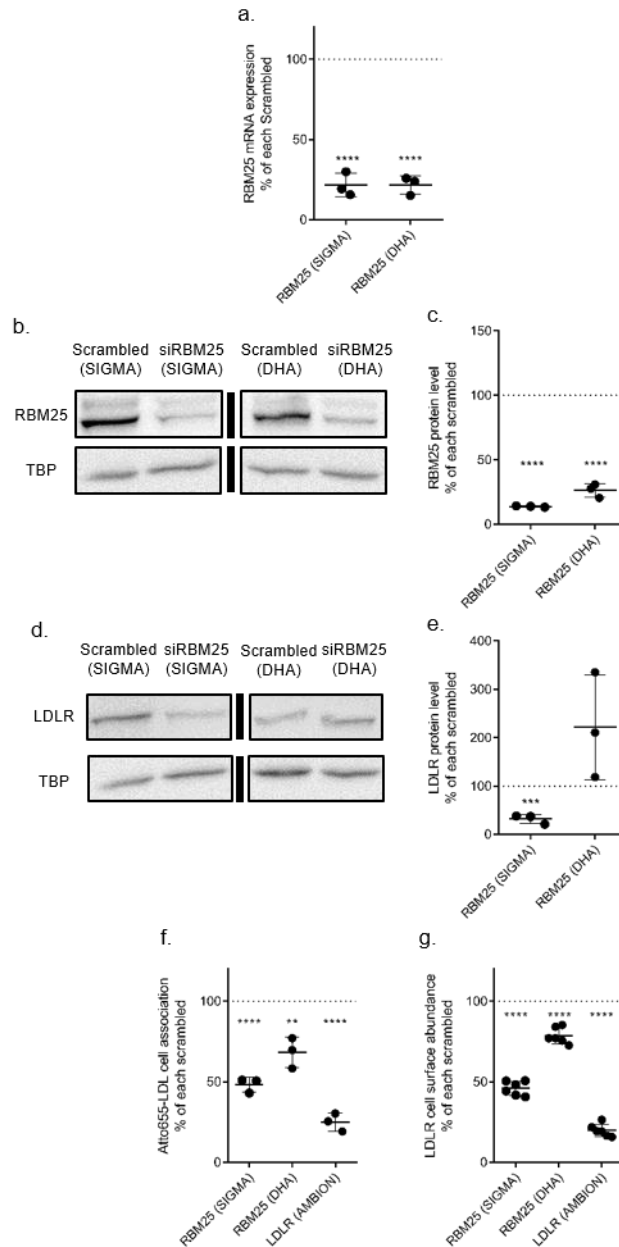 a.
RBM25 mRNA expression
% of each Scrambled
100
50
0
****
****
RBM25 (SIGMA)
RBM25 (DHA)
b.
Scrambled siRBM25 Scrambled siRBM25
(SIGMA) (SIGMA) (DHA) (DHA)
RBM25
TBP
c.
RBM25 protein level
% of each scrambled
150
100
50
0
****
****
RBM25 (SIGMA)
RBM25 (DHA)
d.
Scrambled siRBM25 Scrambled siRBM25
(SIGMA) (SIGMA) (DHA) (DHA)
LDLR
TBP
e.
LDLR protein level
% of each scrambled
400
300
200
100
0
***
RBM25 (SIGMA)
RBM25 (DHA)
f.
Atto655-LDL cell association
% of each scrambled
100
50
0
****
**
****
RBM25 (SIGMA)
RBM25 (DHA)
LDLR (AMBION)
g.
LDLR cell surface abundance
% of each scrambled
100
50
0
****
****
****
RBM25 (SIGMA)
RBM25 (DHA)
LDLR (AMBION)